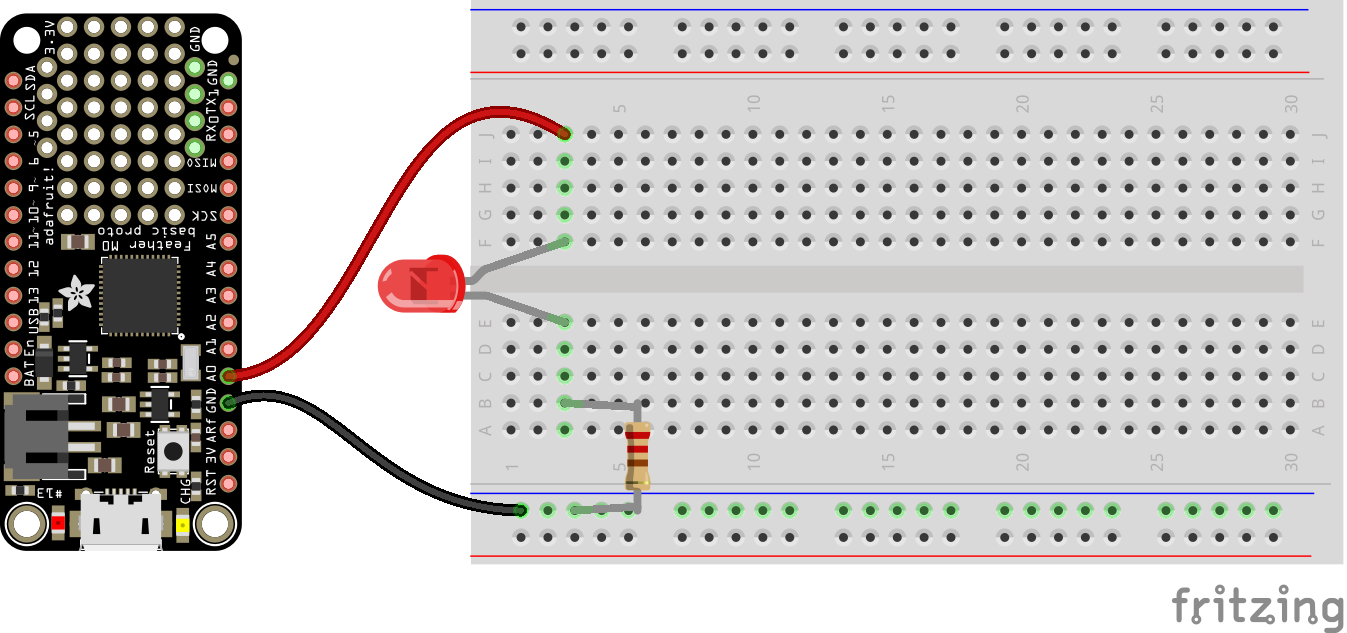 3.3V
GND
SDA
SCL
~5
6~
9~
10~
11~
12
13
USB
En
BAT
adafruit!
GND
TX1
RX0
MISO
MOSI
SCK
A5
A4
A3
A2
A1
A0
GND
ARf
3V
RST
Feather M0
basic proto
Reset
CHG
#13
5
10
15
20
25
30
J
I
H
G
F
J
I
H
G
F
E
D
C
B
A
E
D
C
B
A
1
5
10
15
20
25
30
fritzing